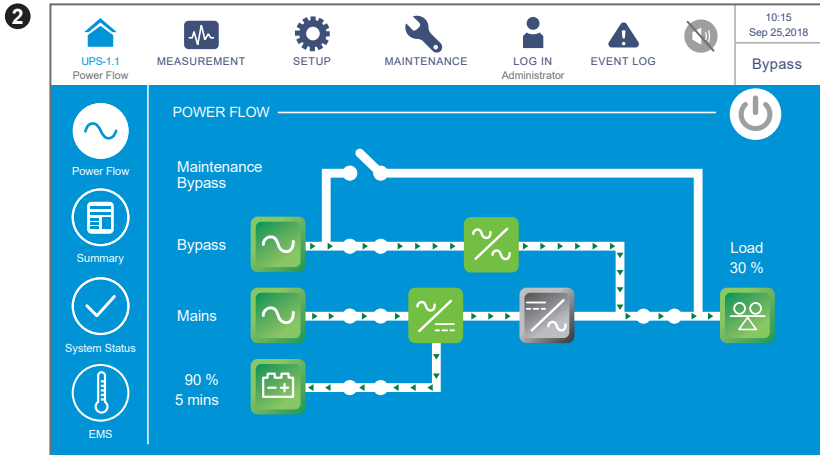 2
UPS-1.1
Power Flow
MEASUREMENT
SETUP
MAINTENANCE
LOG IN
Administrator
EVENT LOG
10:15
Sep 25,2018
Bypass
POWER FLOW
Power Flow
Summary
System Status
EMS
Maintenance
Bypass
Bypass
Mains
90 %
5 mins
Load
30 %